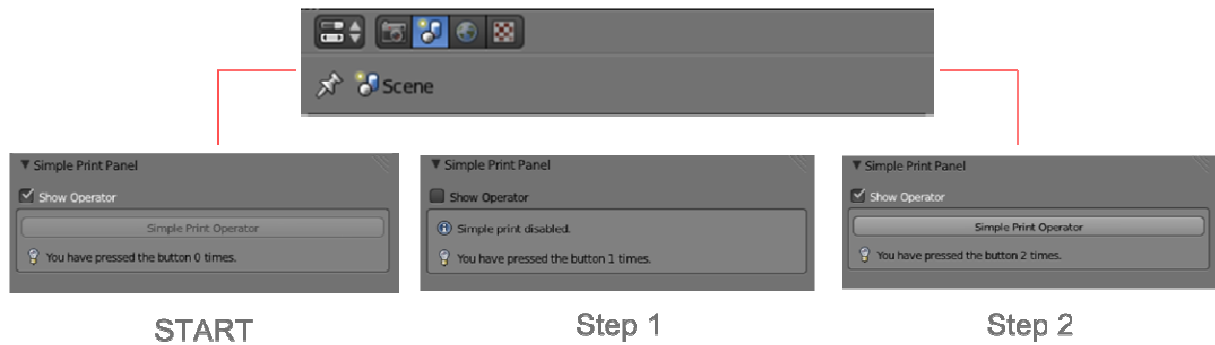 Scene
Simple Print Panel
Show Operator
Simple Print Operator
You have pressed the button 0 times.
START
Simple Print Panel
Show Operator
Simple print disabled.
You have pressed the button 1 times.
Step 1
Simple Print Panel
Show Operator
Simple Print Operator
You have pressed the button 2 times.
Step 2